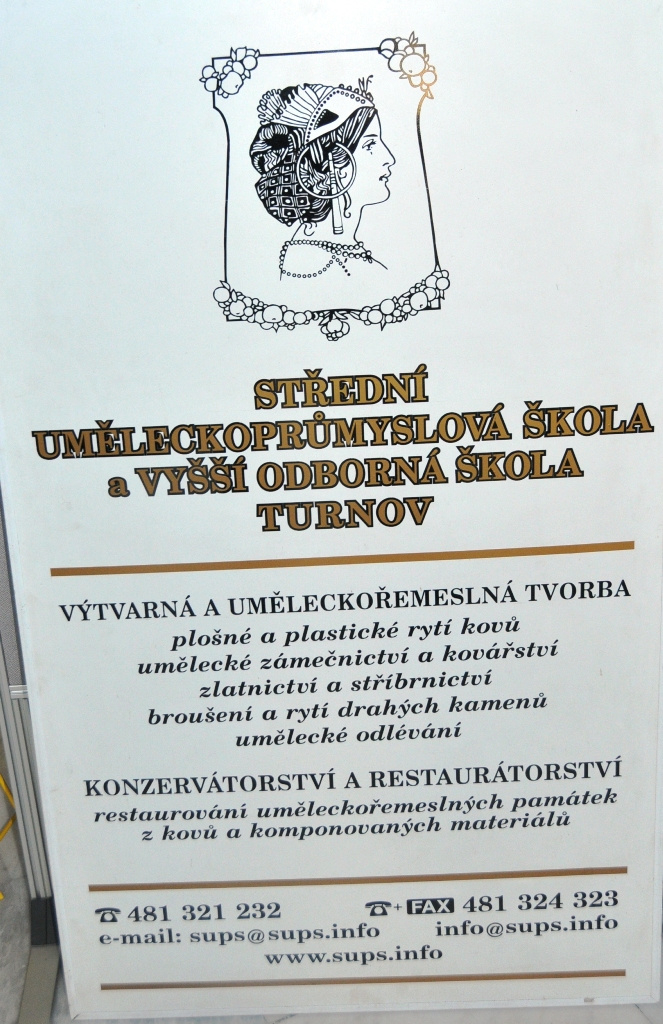 STŘEDNÍ
UMĚLECKOPRŮMYSLOVÁ ŠKOLA
a VYŠŠÍ ODBORNÁ ŠKOLA
TURNOV
VÝTVARNÁ A UMĚLECKOŘEMESLNÁ TVORBA
plošné a plastické rytí kovů
umělecké zámečnictví a kovářství
zlatnictví a stříbrnictví
broušení a rytí drahých kamenů
umělecké odlévání
KONZERVÁTORSTVÍ A RESTAURÁTORSTVÍ
restaurování uměleckořemeslných památek
z kovů a komponovaných materiálů
☎ 481 321 232 ☎+ FAX 481 324 323
e-mail: sups@sups.info info@sups.info
www.sups.info